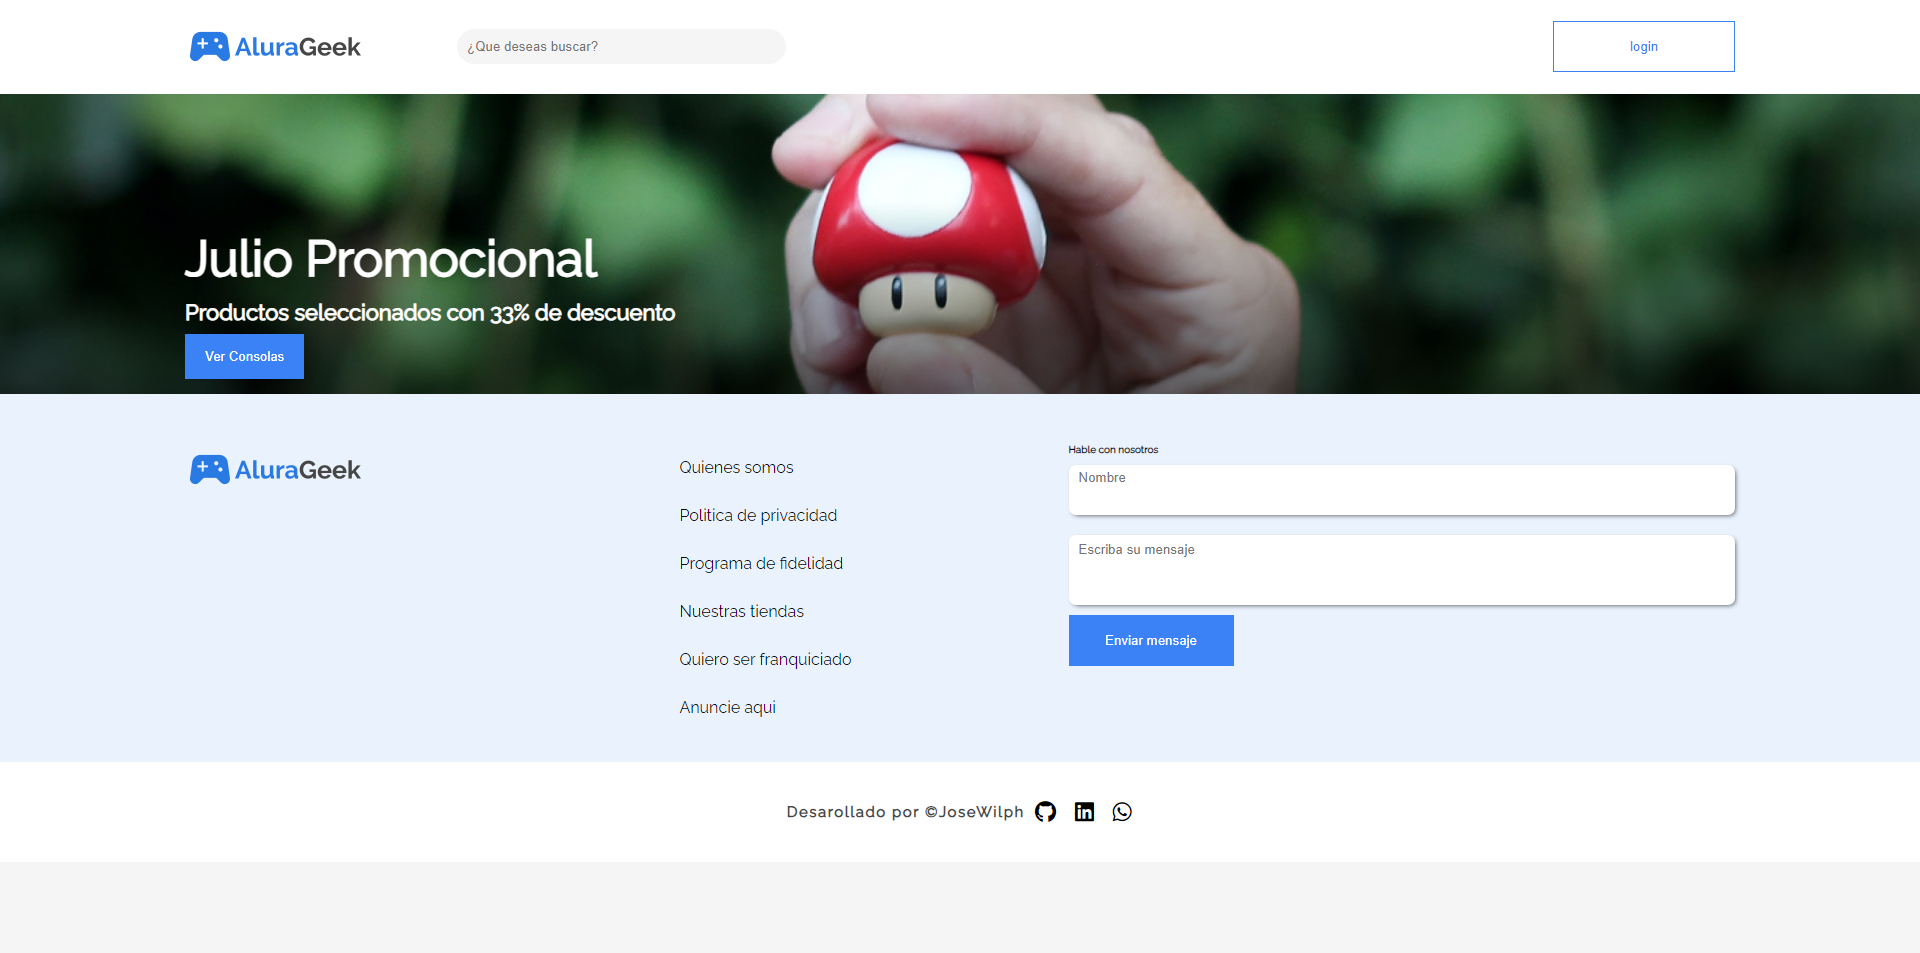 AluraGeek
¿Que deseas buscar?
login
Julio Promocional
Productos seleccionados con 33% de descuento
Ver Consolas
AluraGeek
Quienes somos
Politica de privacidad
Programa de fidelidad
Nuestras tiendas
Quiero ser franquiciado
Anuncie aqui
Hable con nosotros
Nombre
Escriba su mensaje
Enviar mensaje
Desarollado por ©JoseWilph